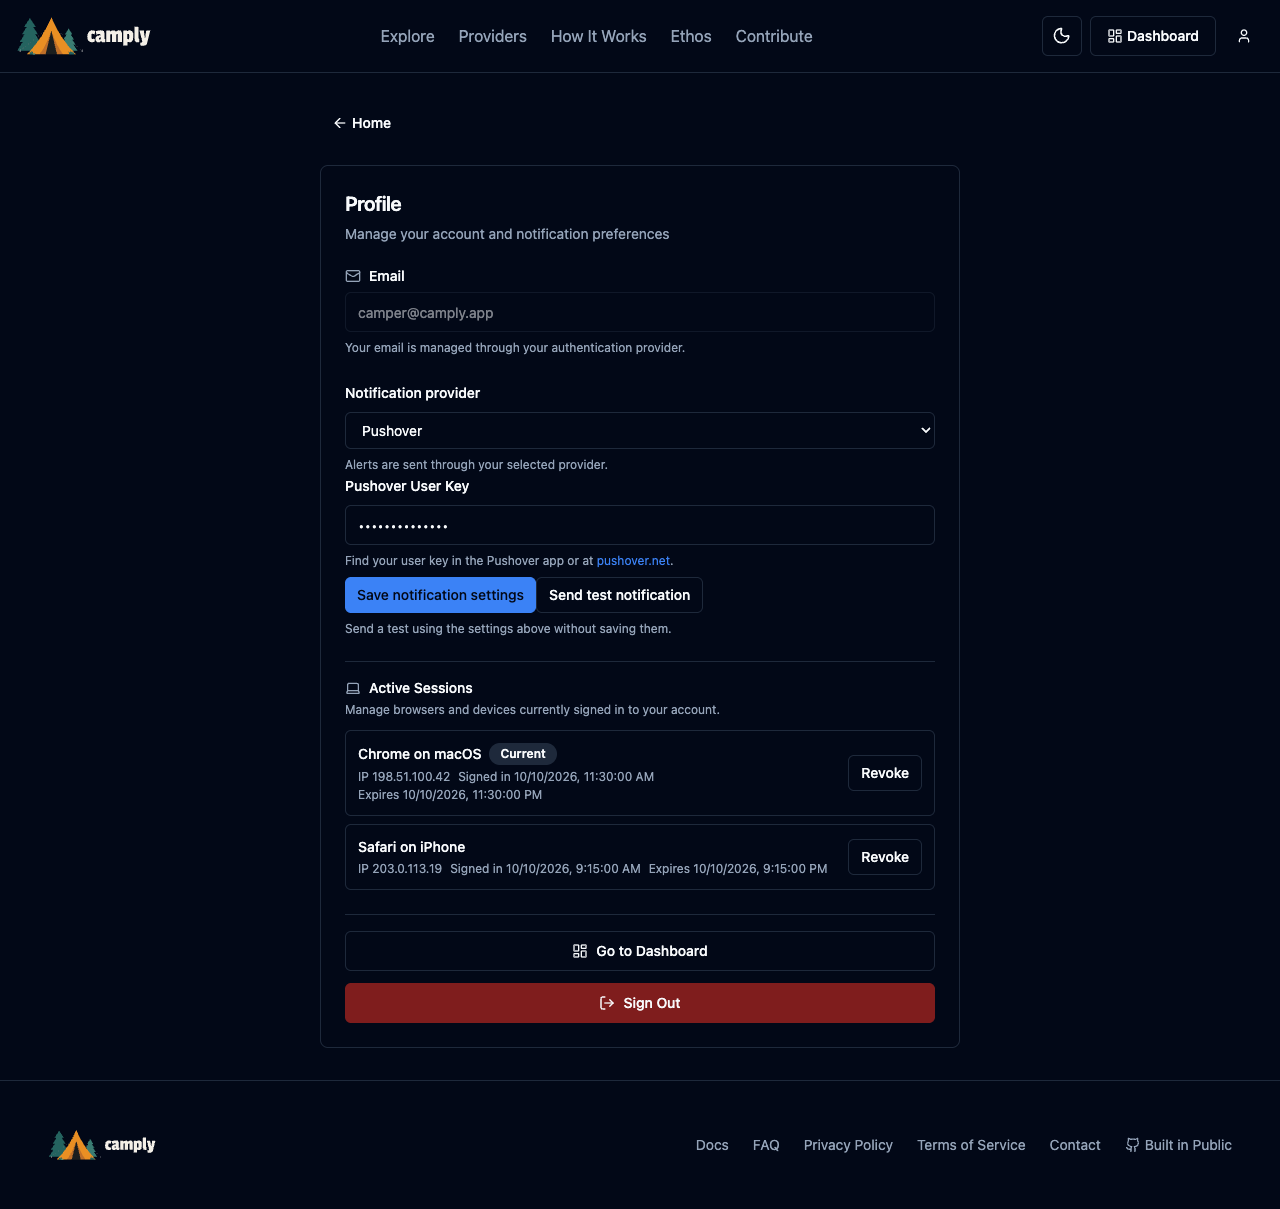 camply
Explore Providers How It Works Ethos Contribute
Dashboard
Home
Profile
Manage your account and notification preferences
Email
camper@camply.app
Your email is managed through your authentication provider.
Notification provider
Pushover
Alerts are sent through your selected provider.
Pushover User Key
••••••••••••••
Find your user key in the Pushover app or at pushover.net.
Save notification settings Send test notification
Send a test using the settings above without saving them.
Active Sessions
Manage browsers and devices currently signed in to your account.
Chrome on macOS Current
IP 198.51.100.42 Signed in 10/10/2026, 11:30:00 AM
Expires 10/10/2026, 11:30:00 PM
Revoke
Safari on iPhone
IP 203.0.113.19 Signed in 10/10/2026, 9:15:00 AM Expires 10/10/2026, 9:15:00 PM
Revoke
Go to Dashboard
Sign Out
camply
Docs FAQ Privacy Policy Terms of Service Contact Built in Public